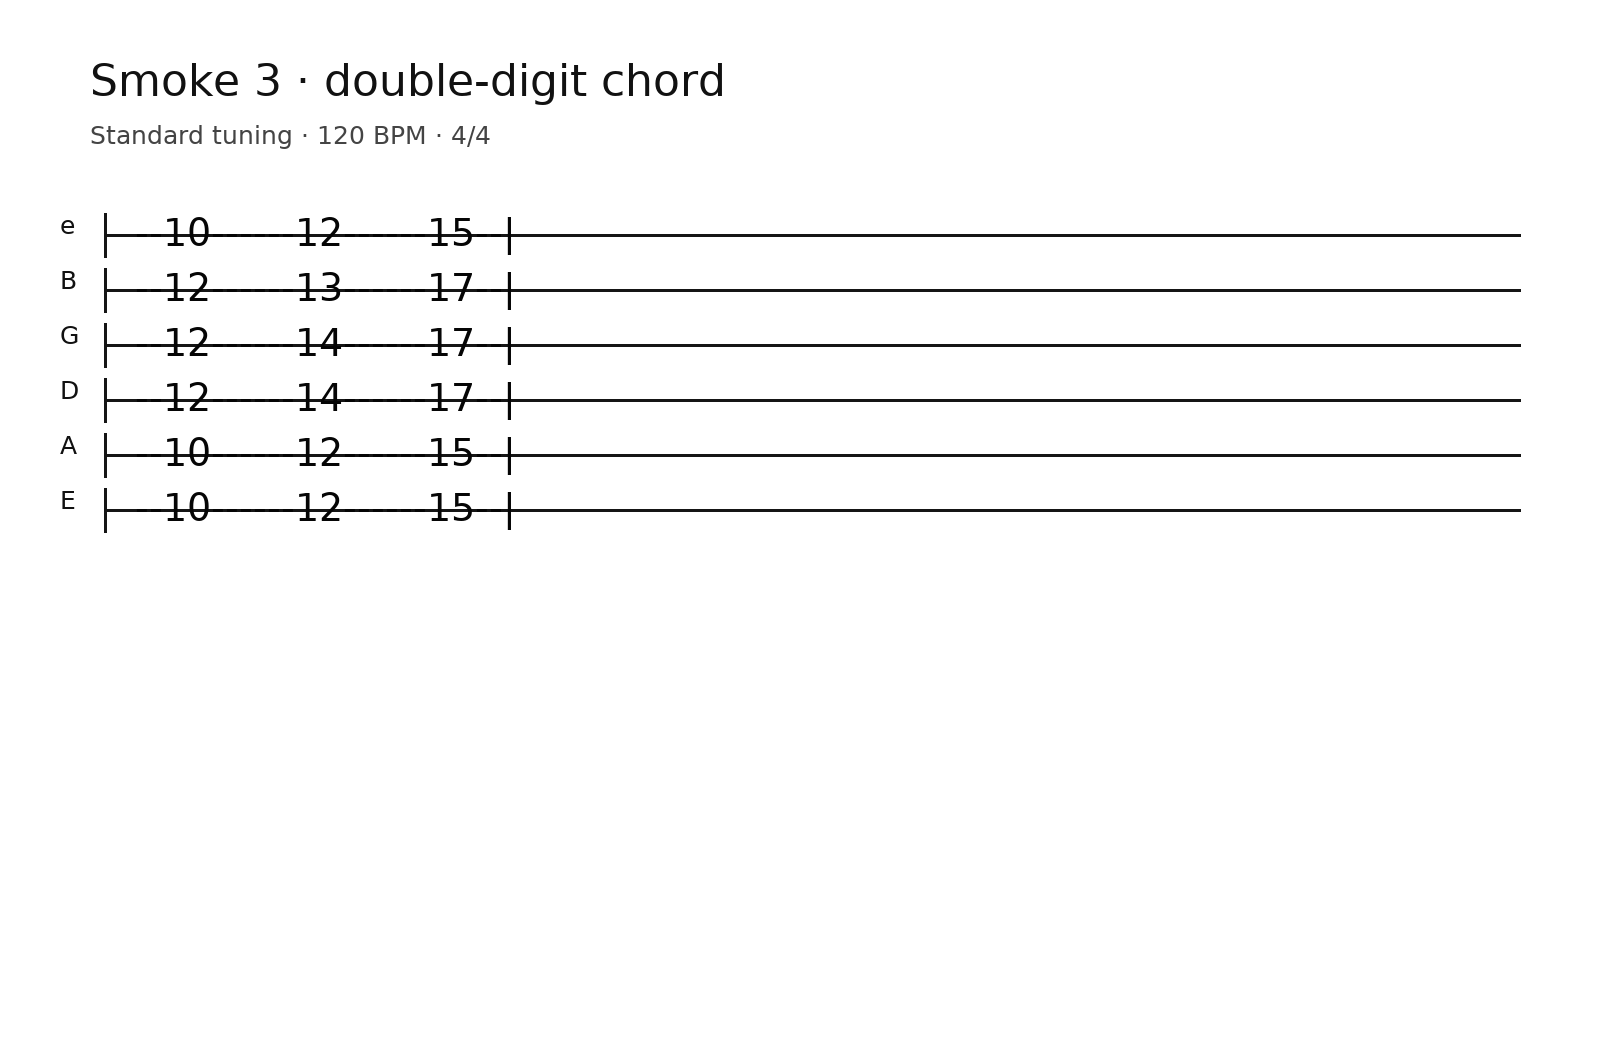 Smoke 3 · double-digit chord
Standard tuning · 120 BPM · 4/4
e |--10------12------15--|
B |--12------13------17--|
G |--12------14------17--|
D |--12------14------17--|
A |--10------12------15--|
E |--10------12------15--|